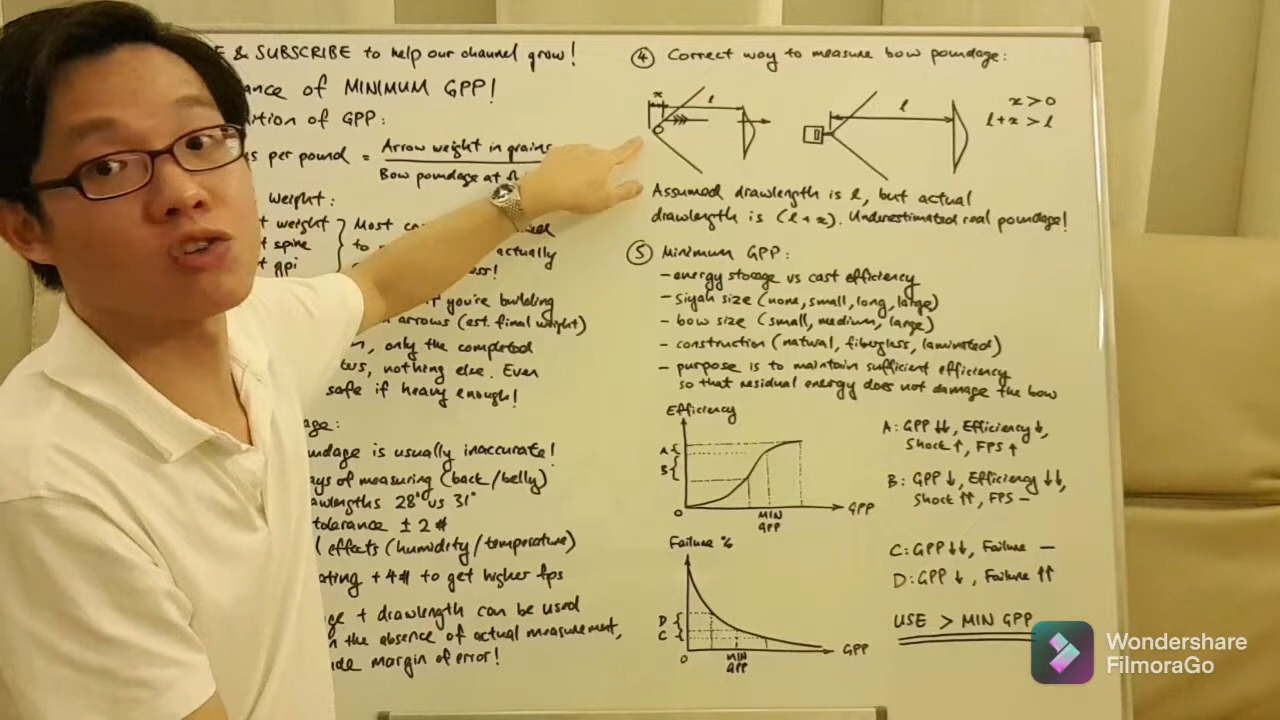 E & SUBSCRIBE to help our channel grow!
ance of MINIMUM GPP!
ition of GPP:
s per pound = Arrow weight in grains
Bow poundage at
Weight:
t weight
t spine
t gpi
Most
to
actually
ess!
if you're building
arrows (est. final weight)
n, only the completed
ters, nothing else. Even
safe if heavy enough!
age:
undage is usually inaccurate!
ays of measuring (back/belly)
awlengths 28" vs 31"
tolerance ± 2#
l effects (humidity/temperature)
ating +4# to get higher fps
ge + drawlength can be used
n the absence of actual measurement,
ide margin of error!
④ Correct way to measure bow poundage:
x
l
l
x > 0
l + x > l
Assumed drawlength is l, but actual
drawlength is (l + x). Underestimated real poundage!
⑤ Minimum GPP:
- energy storage vs cast efficiency
- Siyah size (none, small, long, large)
- bow size (small, medium, large)
- construction (natural, fiberglass, laminated)
- purpose is to maintain sufficient efficiency
so that residual energy does not damage the bow
Efficiency
A
B
0
MIN
GPP
GPP
A: GPP ↓↓, Efficiency ↓,
Shock ↑, FPS ↑
B: GPP ↓, Efficiency ↓↓,
Shock ↑↑, FPS –
Failure %
D
C
0
MIN
GPP
GPP
C: GPP ↓↓, Failure –
D: GPP ↓, Failure ↑↑
USE > MIN GPP
Wondershare
FilmoraGo